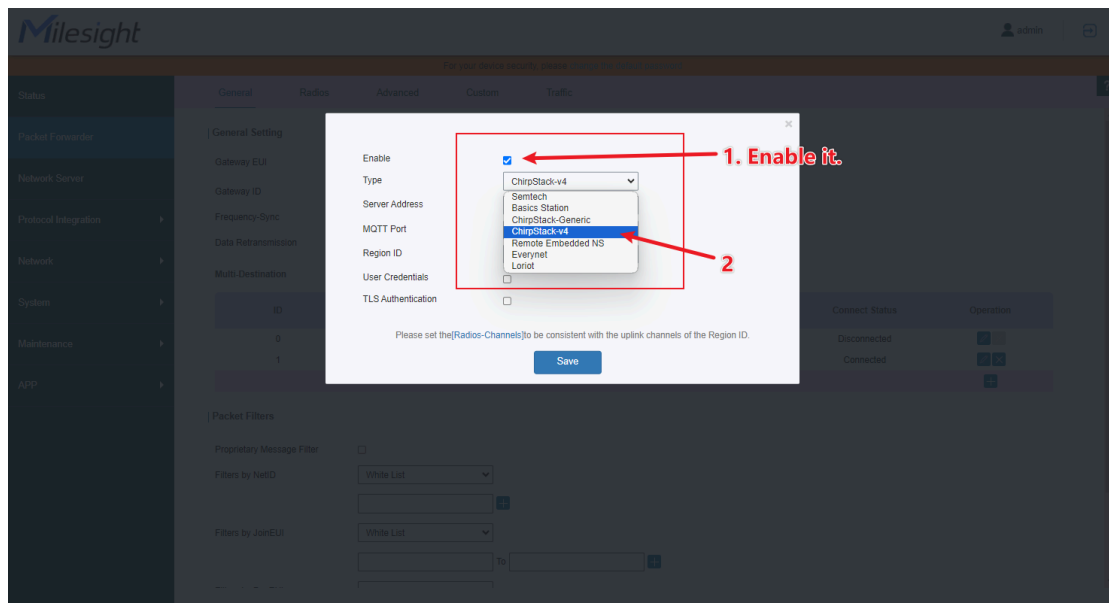 Milesight
admin
For your device security, please
Status
Packet Forwarder
Network Server
Protocol Integration
Network
System
Maintenance
APP
General Radios Advanced Custom Traffic
General Setting
Gateway EUI
Gateway ID
Frequency-Sync
Data Retransmission
Multi-Destination
ID Connect Status Operation
0 Disconnected
1 Connected
Enable
1. Enable it.
Type ChirpStack-v4
Server Address
MQTT Port
Region ID
User Credentials
TLS Authentication
Semtech
Basics Station
ChirpStack-Generic
ChirpStack-v4
Remote Embedded NS
Everynet
Loriot
2
Please set the[Radios-Channels]to be consistent with the uplink channels of the Region ID.
Save
Packet Filters
Proprietary Message Filter
Filters by NetID White List
Filters by JoinEUI White List
To